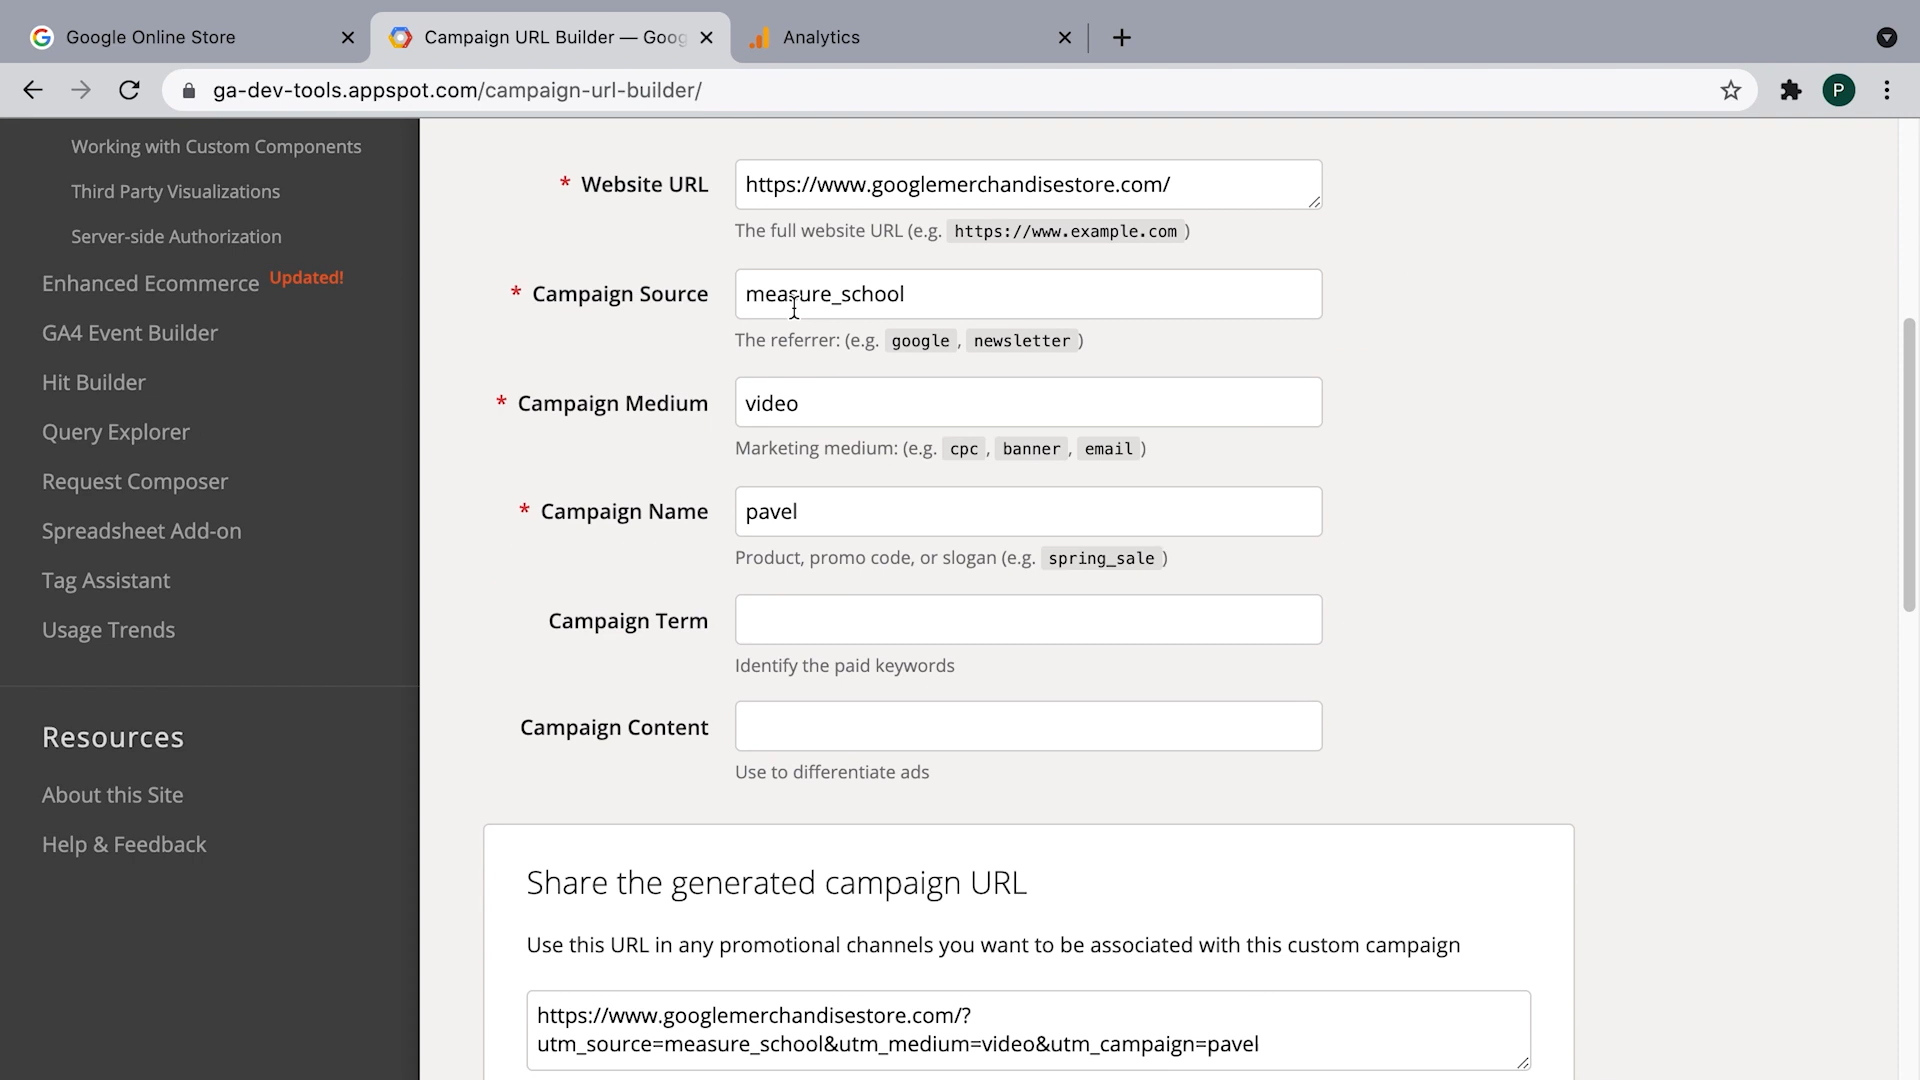 Google Online Store
Campaign URL Builder — Goog
Analytics
ga-dev-tools.appspot.com/campaign-url-builder/
P
Working with Custom Components
Third Party Visualizations
Server-side Authorization
Enhanced Ecommerce Updated!
GA4 Event Builder
Hit Builder
Query Explorer
Request Composer
Spreadsheet Add-on
Tag Assistant
Usage Trends
Resources
About this Site
Help & Feedback
* Website URL https://www.googlemerchandisestore.com/
The full website URL (e.g. https://www.example.com )
* Campaign Source measure_school
The referrer: (e.g. google , newsletter )
* Campaign Medium video
Marketing medium: (e.g. cpc , banner , email )
* Campaign Name pavel
Product, promo code, or slogan (e.g. spring_sale )
Campaign Term
Identify the paid keywords
Campaign Content
Use to differentiate ads
Share the generated campaign URL
Use this URL in any promotional channels you want to be associated with this custom campaign
https://www.googlemerchandisestore.com/?
utm_source=measure_school&utm_medium=video&utm_campaign=pavel